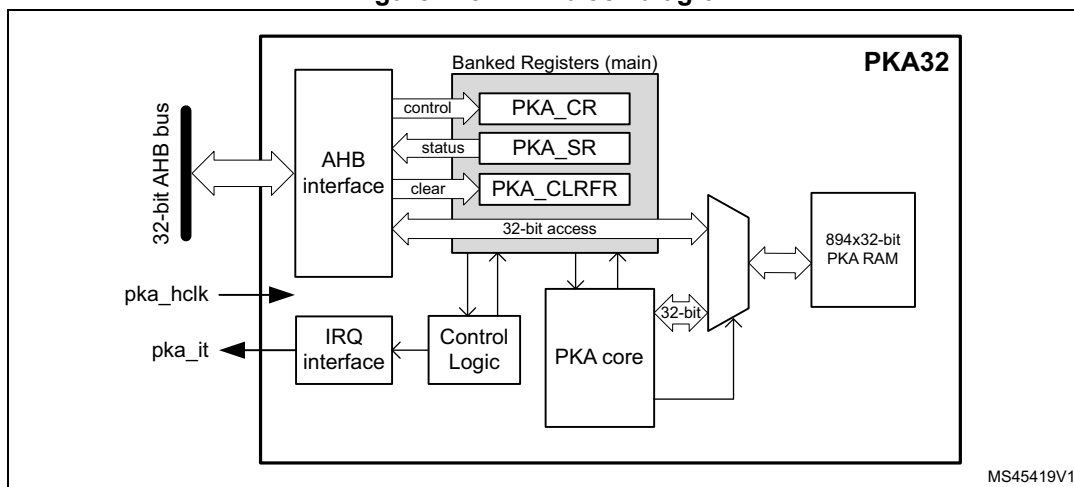 PKA32
Banked Registers (main)
32-bit AHB bus
AHB
interface
control
PKA_CR
status
PKA_SR
clear
PKA_CLRFR
32-bit access
894x32-bit
PKA RAM
pka_hclk
pka_it
IRQ
interface
Control
Logic
PKA core
32-bit
MS45419V1